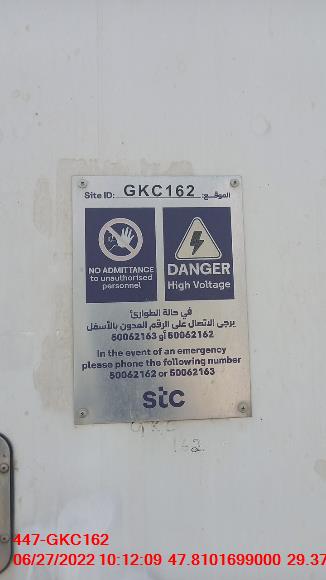 Site ID: GKC162 الموقع:
NO ADMITTANCE
to unauthorised
personnel
DANGER
High Voltage
في حالة الطوارئ
يرجى الاتصال على الرقم المدون بالأسفل
50062162 أو 50062163
In the event of an emergency
please phone the following number
50062162 or 50062163
stc
GKC
162
447-GKC162
06/27/2022 10:12:09 47.8101699000 29.37